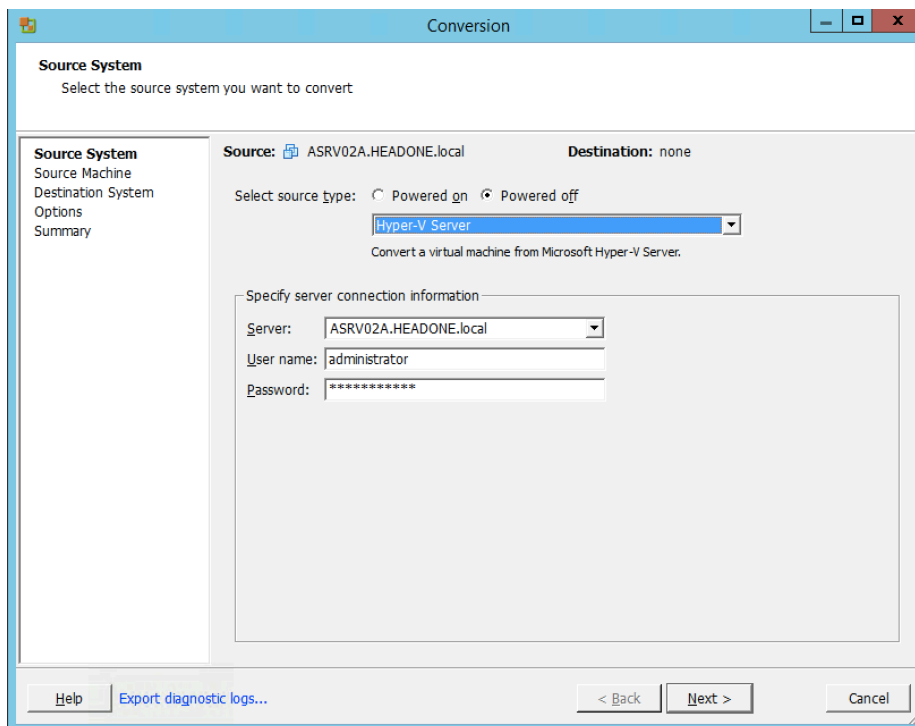 Conversion
Source System
Select the source system you want to convert
Source System
Source Machine
Destination System
Options
Summary
Source: ASRV02A.HEADONE.local Destination: none
Select source type: Powered on Powered off
Hyper-V Server
Convert a virtual machine from Microsoft Hyper-V Server.
Specify server connection information
Server: ASRV02A.HEADONE.local
User name: administrator
Password: ***********
Help Export diagnostic logs... < Back Next > Cancel